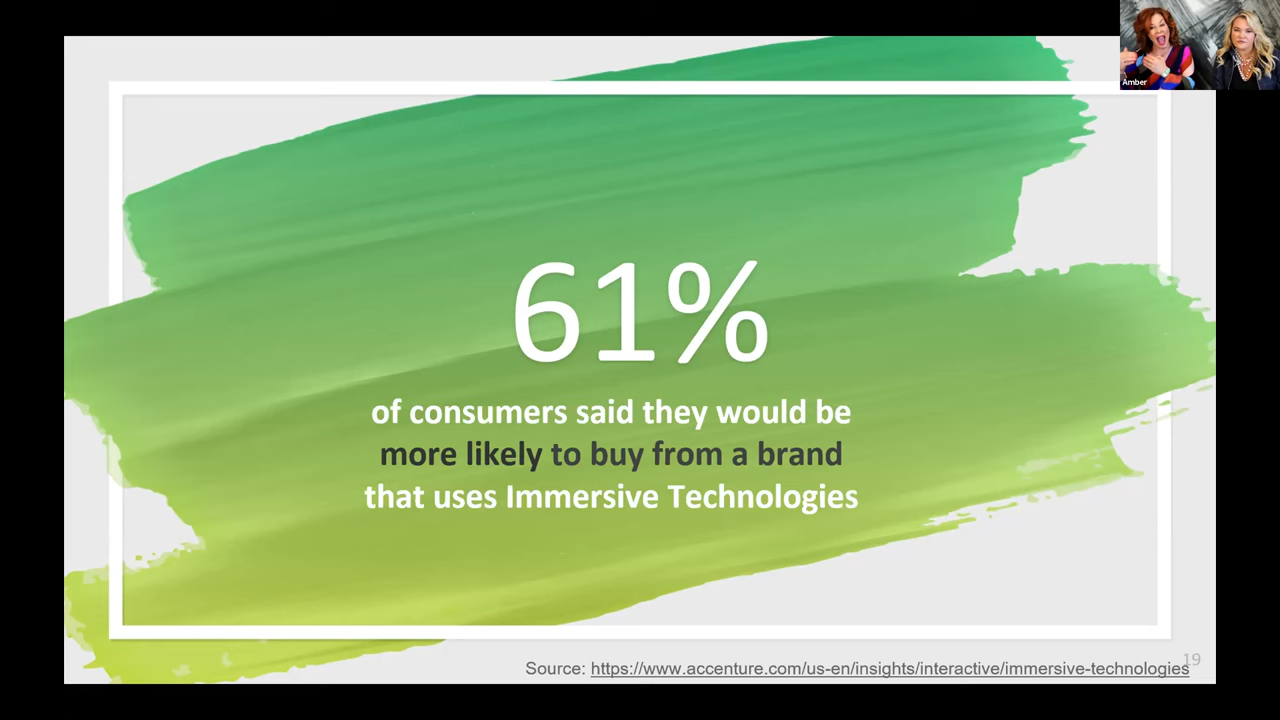 Amber
61%
of consumers said they would be
more likely to buy from a brand
that uses Immersive Technologies
19
Source: https://www.accenture.com/us-en/insights/interactive/immersive-technologies